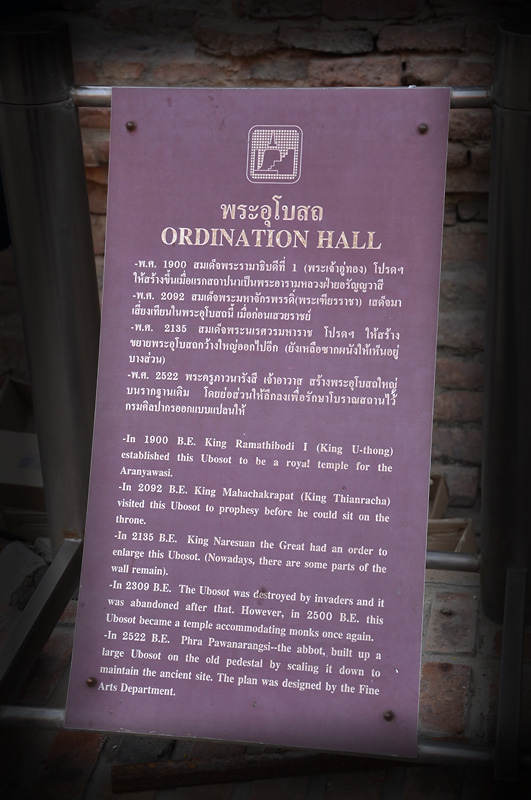 พระอุโบสถ
ORDINATION HALL
-พ.ศ. 1900 สมเด็จพระรามาธิบดีที่ 1 (พระเจ้าอู่ทอง) โปรดฯ
ให้สร้างขึ้นเมื่อแรกสถาปนาเป็นพระอารามหลวงฝ่ายอรัญญวาสี
-พ.ศ. 2092 สมเด็จพระมหาจักรพรรดิ์(พระเฑียรราชา) เสด็จมา
เสี่ยงเทียนในพระอุโบสถนี้ เมื่อก่อนเสวยราชย์
-พ.ศ. 2135 สมเด็จพระนเรศวรมหาราช โปรดฯ ให้สร้าง
ขยายพระอุโบสถกว้างใหญ่ออกไปอีก (ยังเหลือซากผนังให้เห็นอยู่
บางส่วน)
-พ.ศ. 2522 พระครูภาวนารังสี เจ้าอาวาส สร้างพระอุโบสถใหญ่
บนรากฐานเดิม โดยย่อส่วนให้ลึกลงเพื่อรักษาโบราณสถานไว้
กรมศิลปากรออกแบบแปลนให้
-In 1900 B.E. King Ramathibodi I (King U-thong)
established this Ubosot to be a royal temple for the
Aranyawasi.
-In 2092 B.E. King Mahachakrapat (King Thianracha)
visited this Ubosot to prophesy before he could sit on the
throne.
-In 2135 B.E. King Naresuan the Great had an order to
enlarge this Ubosot. (Nowadays, there are some parts of the
wall remain).
-In 2309 B.E. The Ubosot was destroyed by invaders and it
was abandoned after that. However, in 2500 B.E. this
Ubosot became a temple accommodating monks once again.
-In 2522 B.E. Phra Pawanarangsi--the abbot, built up a
large Ubosot on the old pedestal by scaling it down to
maintain the ancient site. The plan was designed by the Fine
Arts Department.